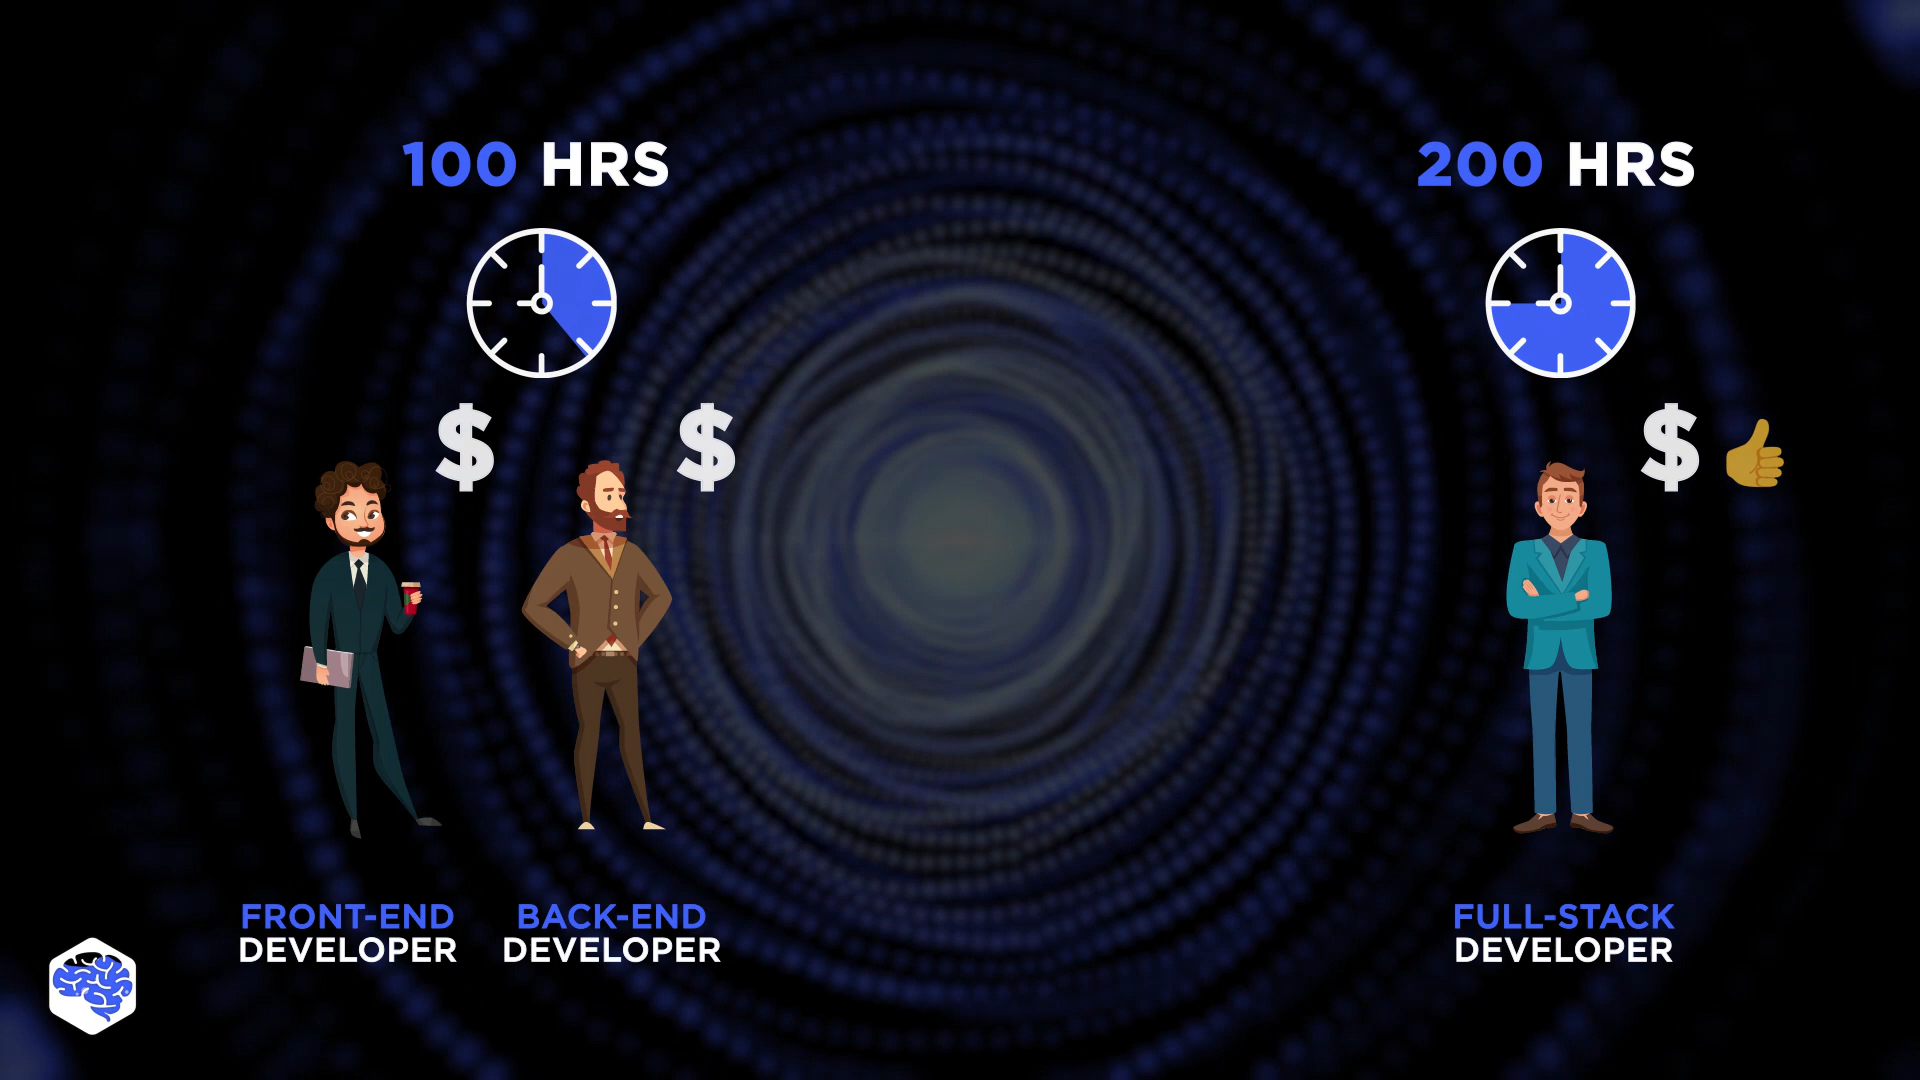 100 HRS
200 HRS
$
$
$
FRONT-END
DEVELOPER
BACK-END
DEVELOPER
FULL-STACK
DEVELOPER